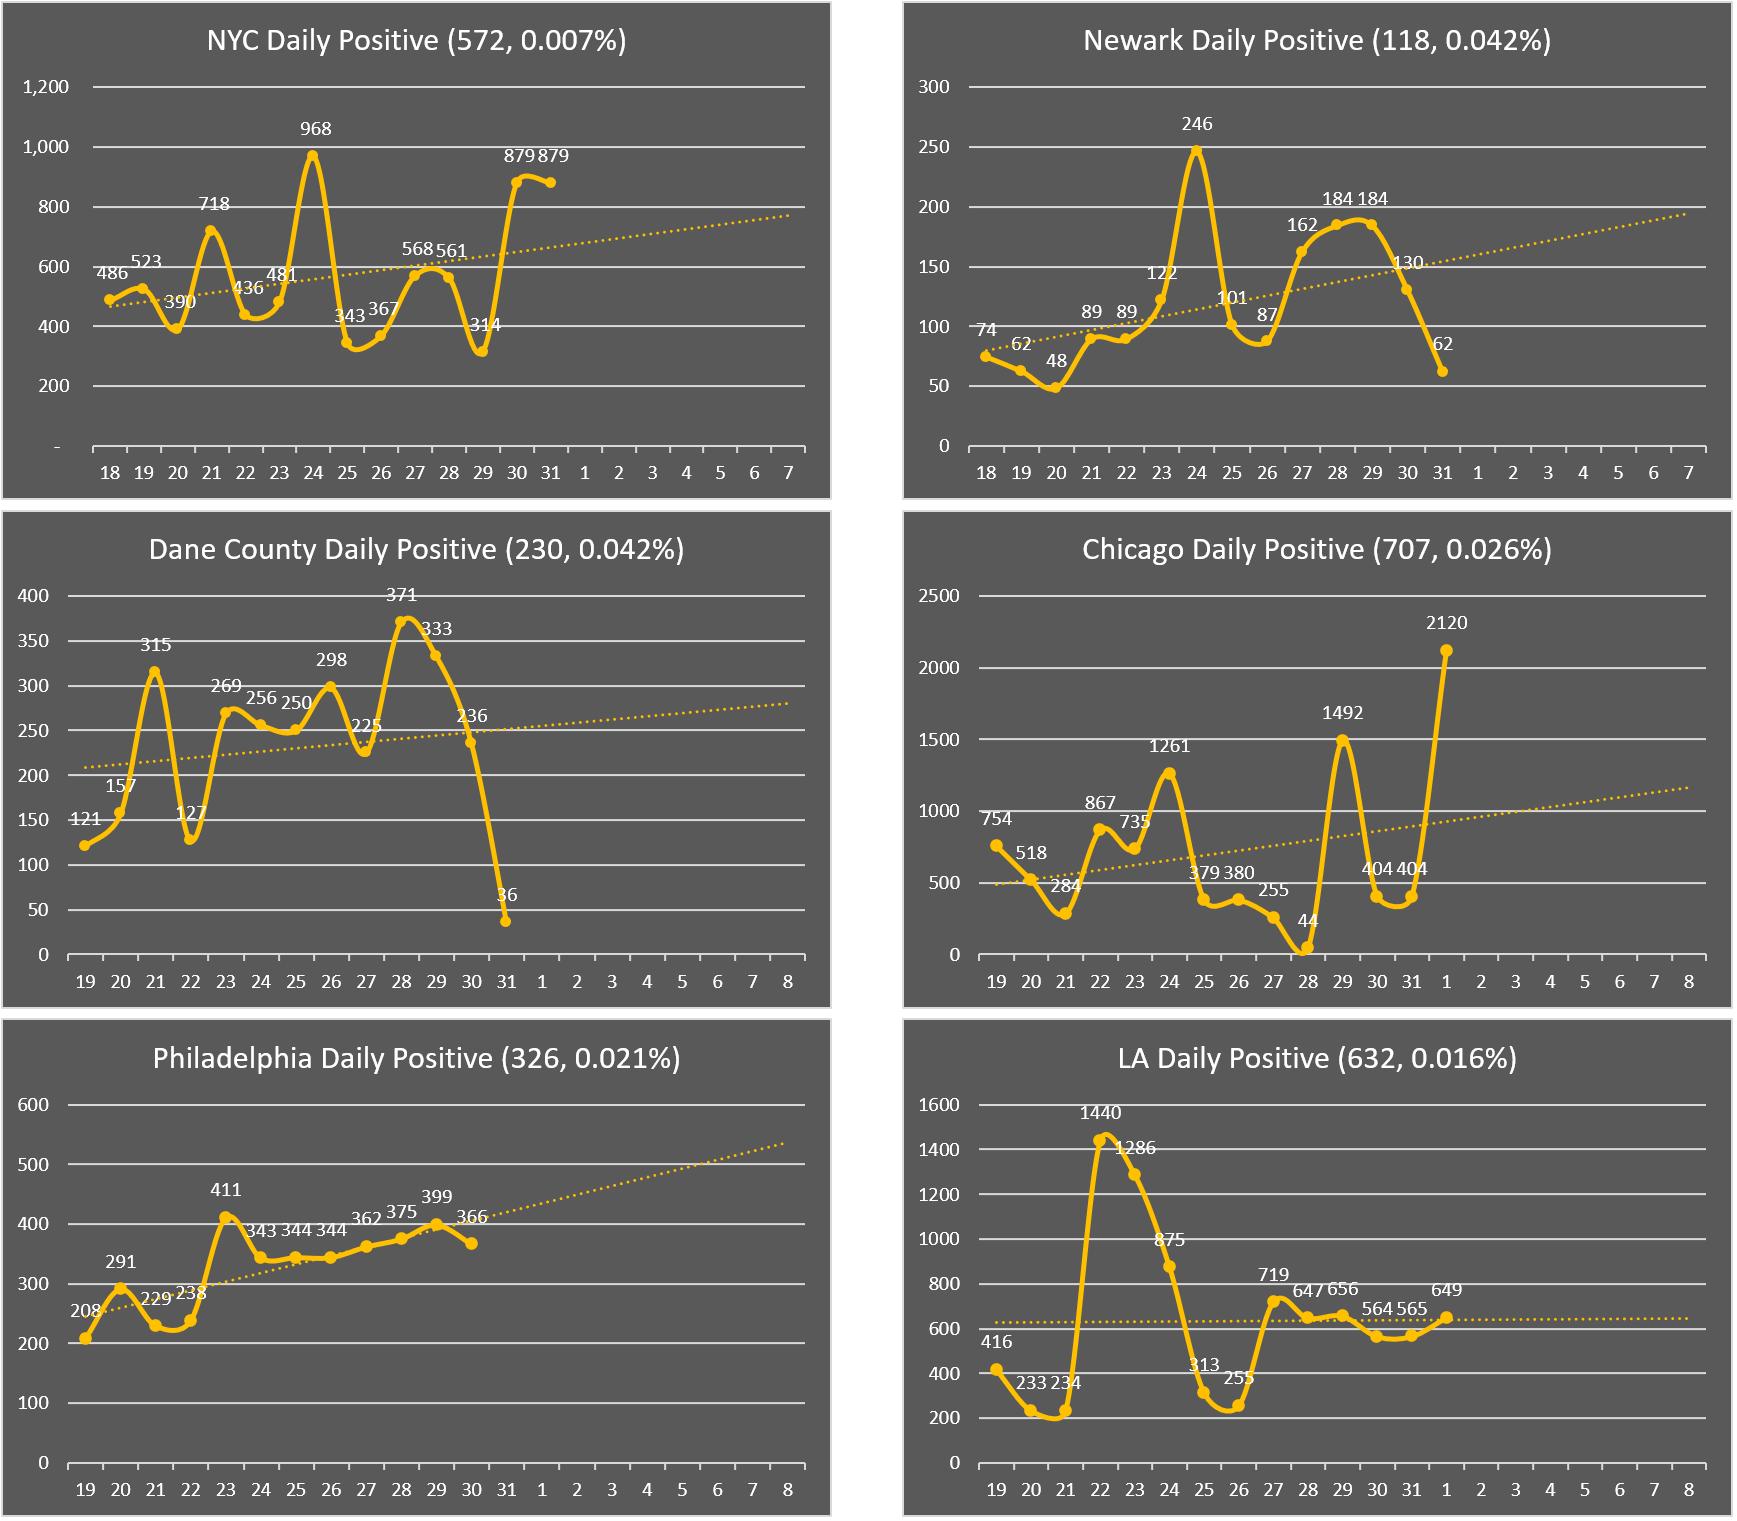 NYC Daily Positive (572, 0.007%)
1,200
1,000
800
600
400
200
-
486 523 390 718 436 481 968 343 367 568 561 314 879 879
18 19 20 21 22 23 24 25 26 27 28 29 30 31 1 2 3 4 5 6 7
Newark Daily Positive (118, 0.042%)
300
250
200
150
100
50
0
74 62 48 89 89 122 246 101 87 162 184 184 130 62
18 19 20 21 22 23 24 25 26 27 28 29 30 31 1 2 3 4 5 6 7
Dane County Daily Positive (230, 0.042%)
400
350
300
250
200
150
100
50
0
121 157 315 127 269 256 250 298 225 371 333 236 36
19 20 21 22 23 24 25 26 27 28 29 30 31 1 2 3 4 5 6 7 8
Chicago Daily Positive (707, 0.026%)
2500
2000
1500
1000
500
0
754 518 284 867 735 1261 379 380 255 44 1492 404 404 2120
19 20 21 22 23 24 25 26 27 28 29 30 31 1 2 3 4 5 6 7 8
Philadelphia Daily Positive (326, 0.021%)
600
500
400
300
200
100
0
208 291 229 238 411 343 344 344 362 375 399 366
19 20 21 22 23 24 25 26 27 28 29 30 31 1 2 3 4 5 6 7 8
LA Daily Positive (632, 0.016%)
1600
1400
1200
1000
800
600
400
200
0
416 233 234 1440 1286 875 313 255 719 647 656 564 565 649
19 20 21 22 23 24 25 26 27 28 29 30 31 1 2 3 4 5 6 7 8